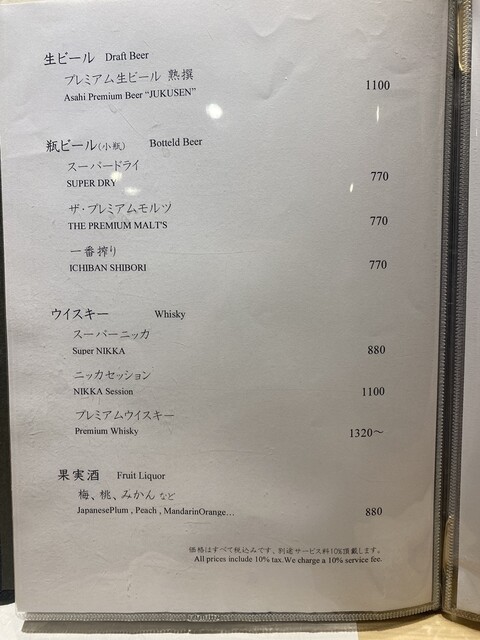 生ビール Draft Beer
プレミアム生ビール 熟撰
Asahi Premium Beer "JUKUSEN" 1100
瓶ビール(小瓶) Botteld Beer
スーパードライ
SUPER DRY 770
ザ・プレミアムモルツ
THE PREMIUM MALT'S 770
一番搾り
ICHIBAN SHIBORI 770
ウイスキー Whisky
スーパーニッカ
Super NIKKA 880
ニッカセッション
NIKKA Session 1100
プレミアムウイスキー
Premium Whisky 1320～
果実酒 Fruit Liquor
梅、桃、みかん など
JapanesePlum , Peach , MandarinOrange… 880
価格はすべて税込みです、別途サービス料10%頂戴します。
All prices include 10% tax.We charge a 10% service fee.